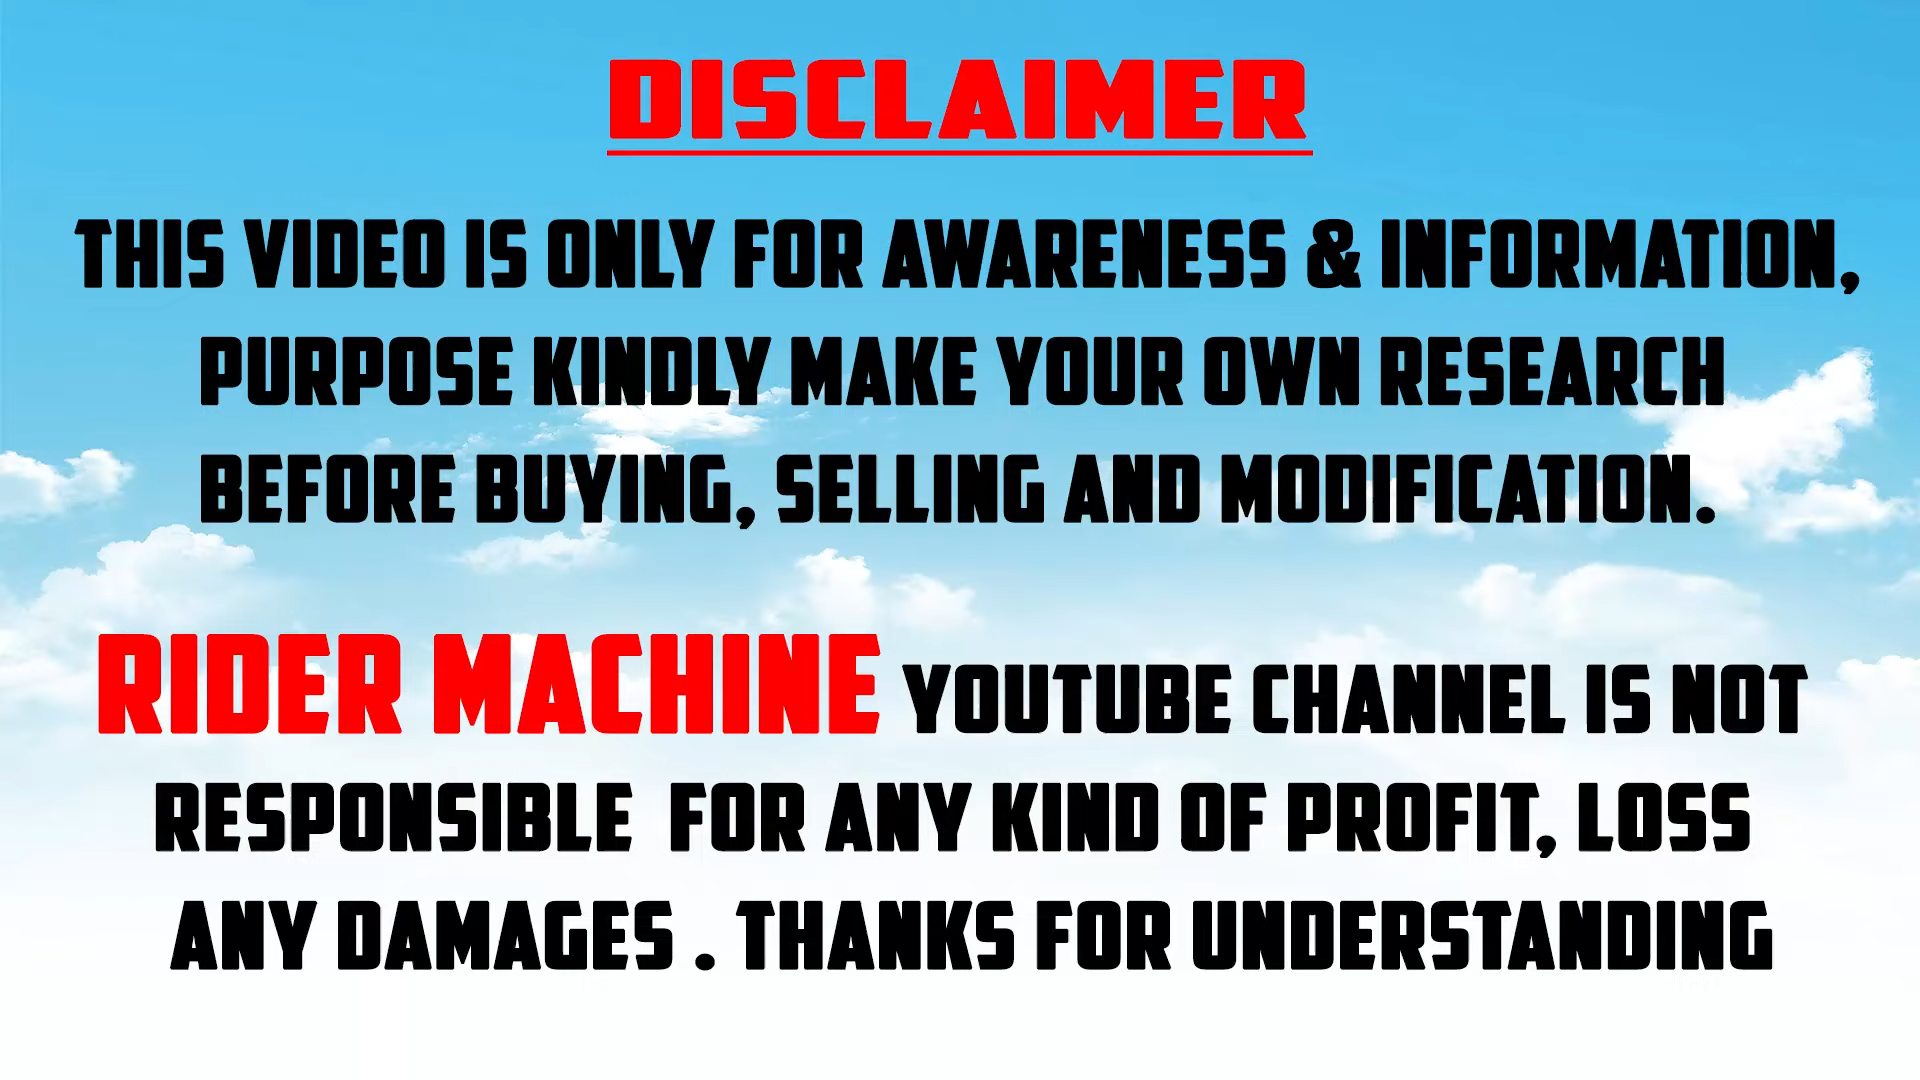 DISCLAIMER
THIS VIDEO IS ONLY FOR AWARENESS & INFORMATION,
PURPOSE KINDLY MAKE YOUR OWN RESEARCH
BEFORE BUYING, SELLING AND MODIFICATION.
RIDER MACHINE YOUTUBE CHANNEL IS NOT
RESPONSIBLE FOR ANY KIND OF PROFIT, LOSS
ANY DAMAGES . THANKS FOR UNDERSTANDING